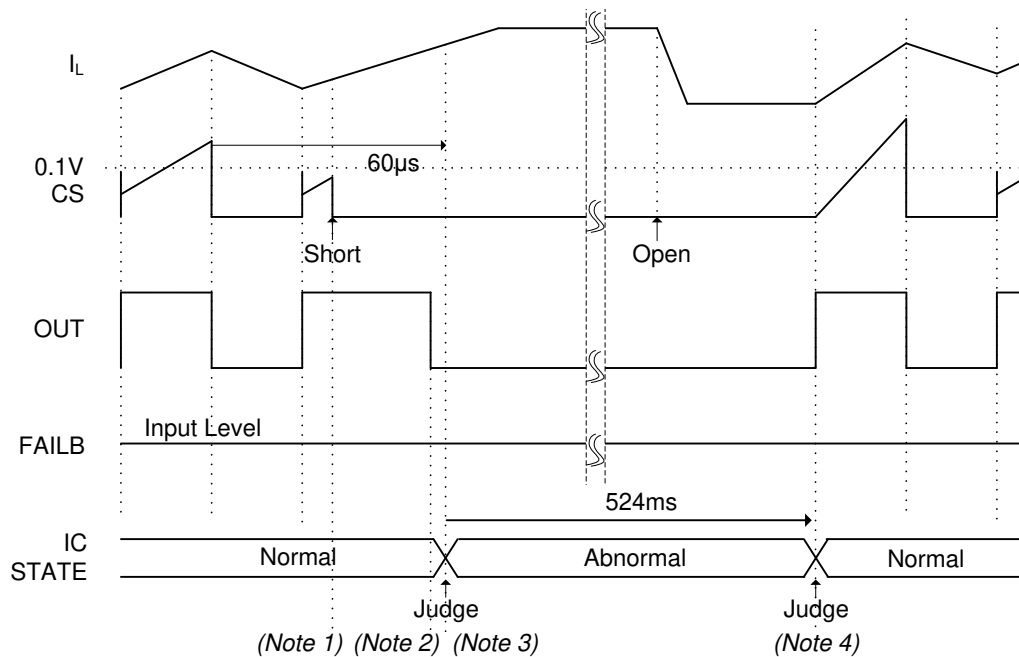 I_L
0.1V
CS
60µs
Short
Open
OUT
Input Level
FAILB
524ms
IC
STATE
Normal
Abnormal
Normal
Judge
Judge
(Note 1) (Note 2) (Note 3)
(Note 4)